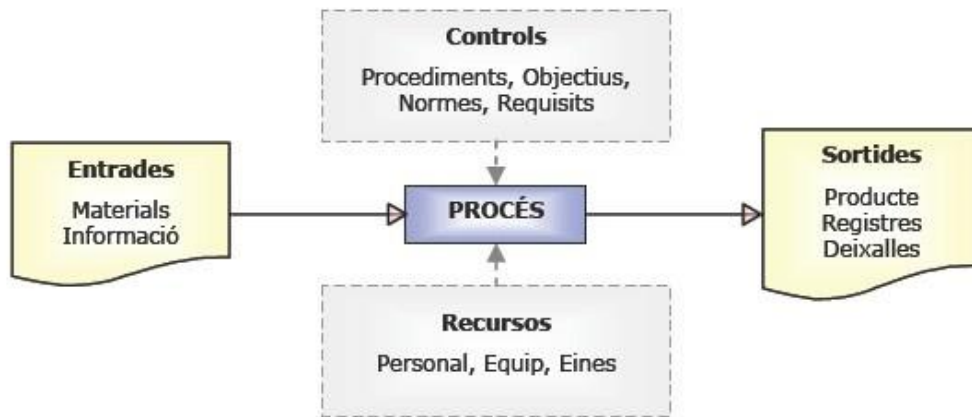 Controls
Procediments, Objectius,
Normes, Requisits
Entrades
Materials
Informació
PROCÉS
Sortides
Producte
Registres
Deixalles
Recursos
Personal, Equip, Eines